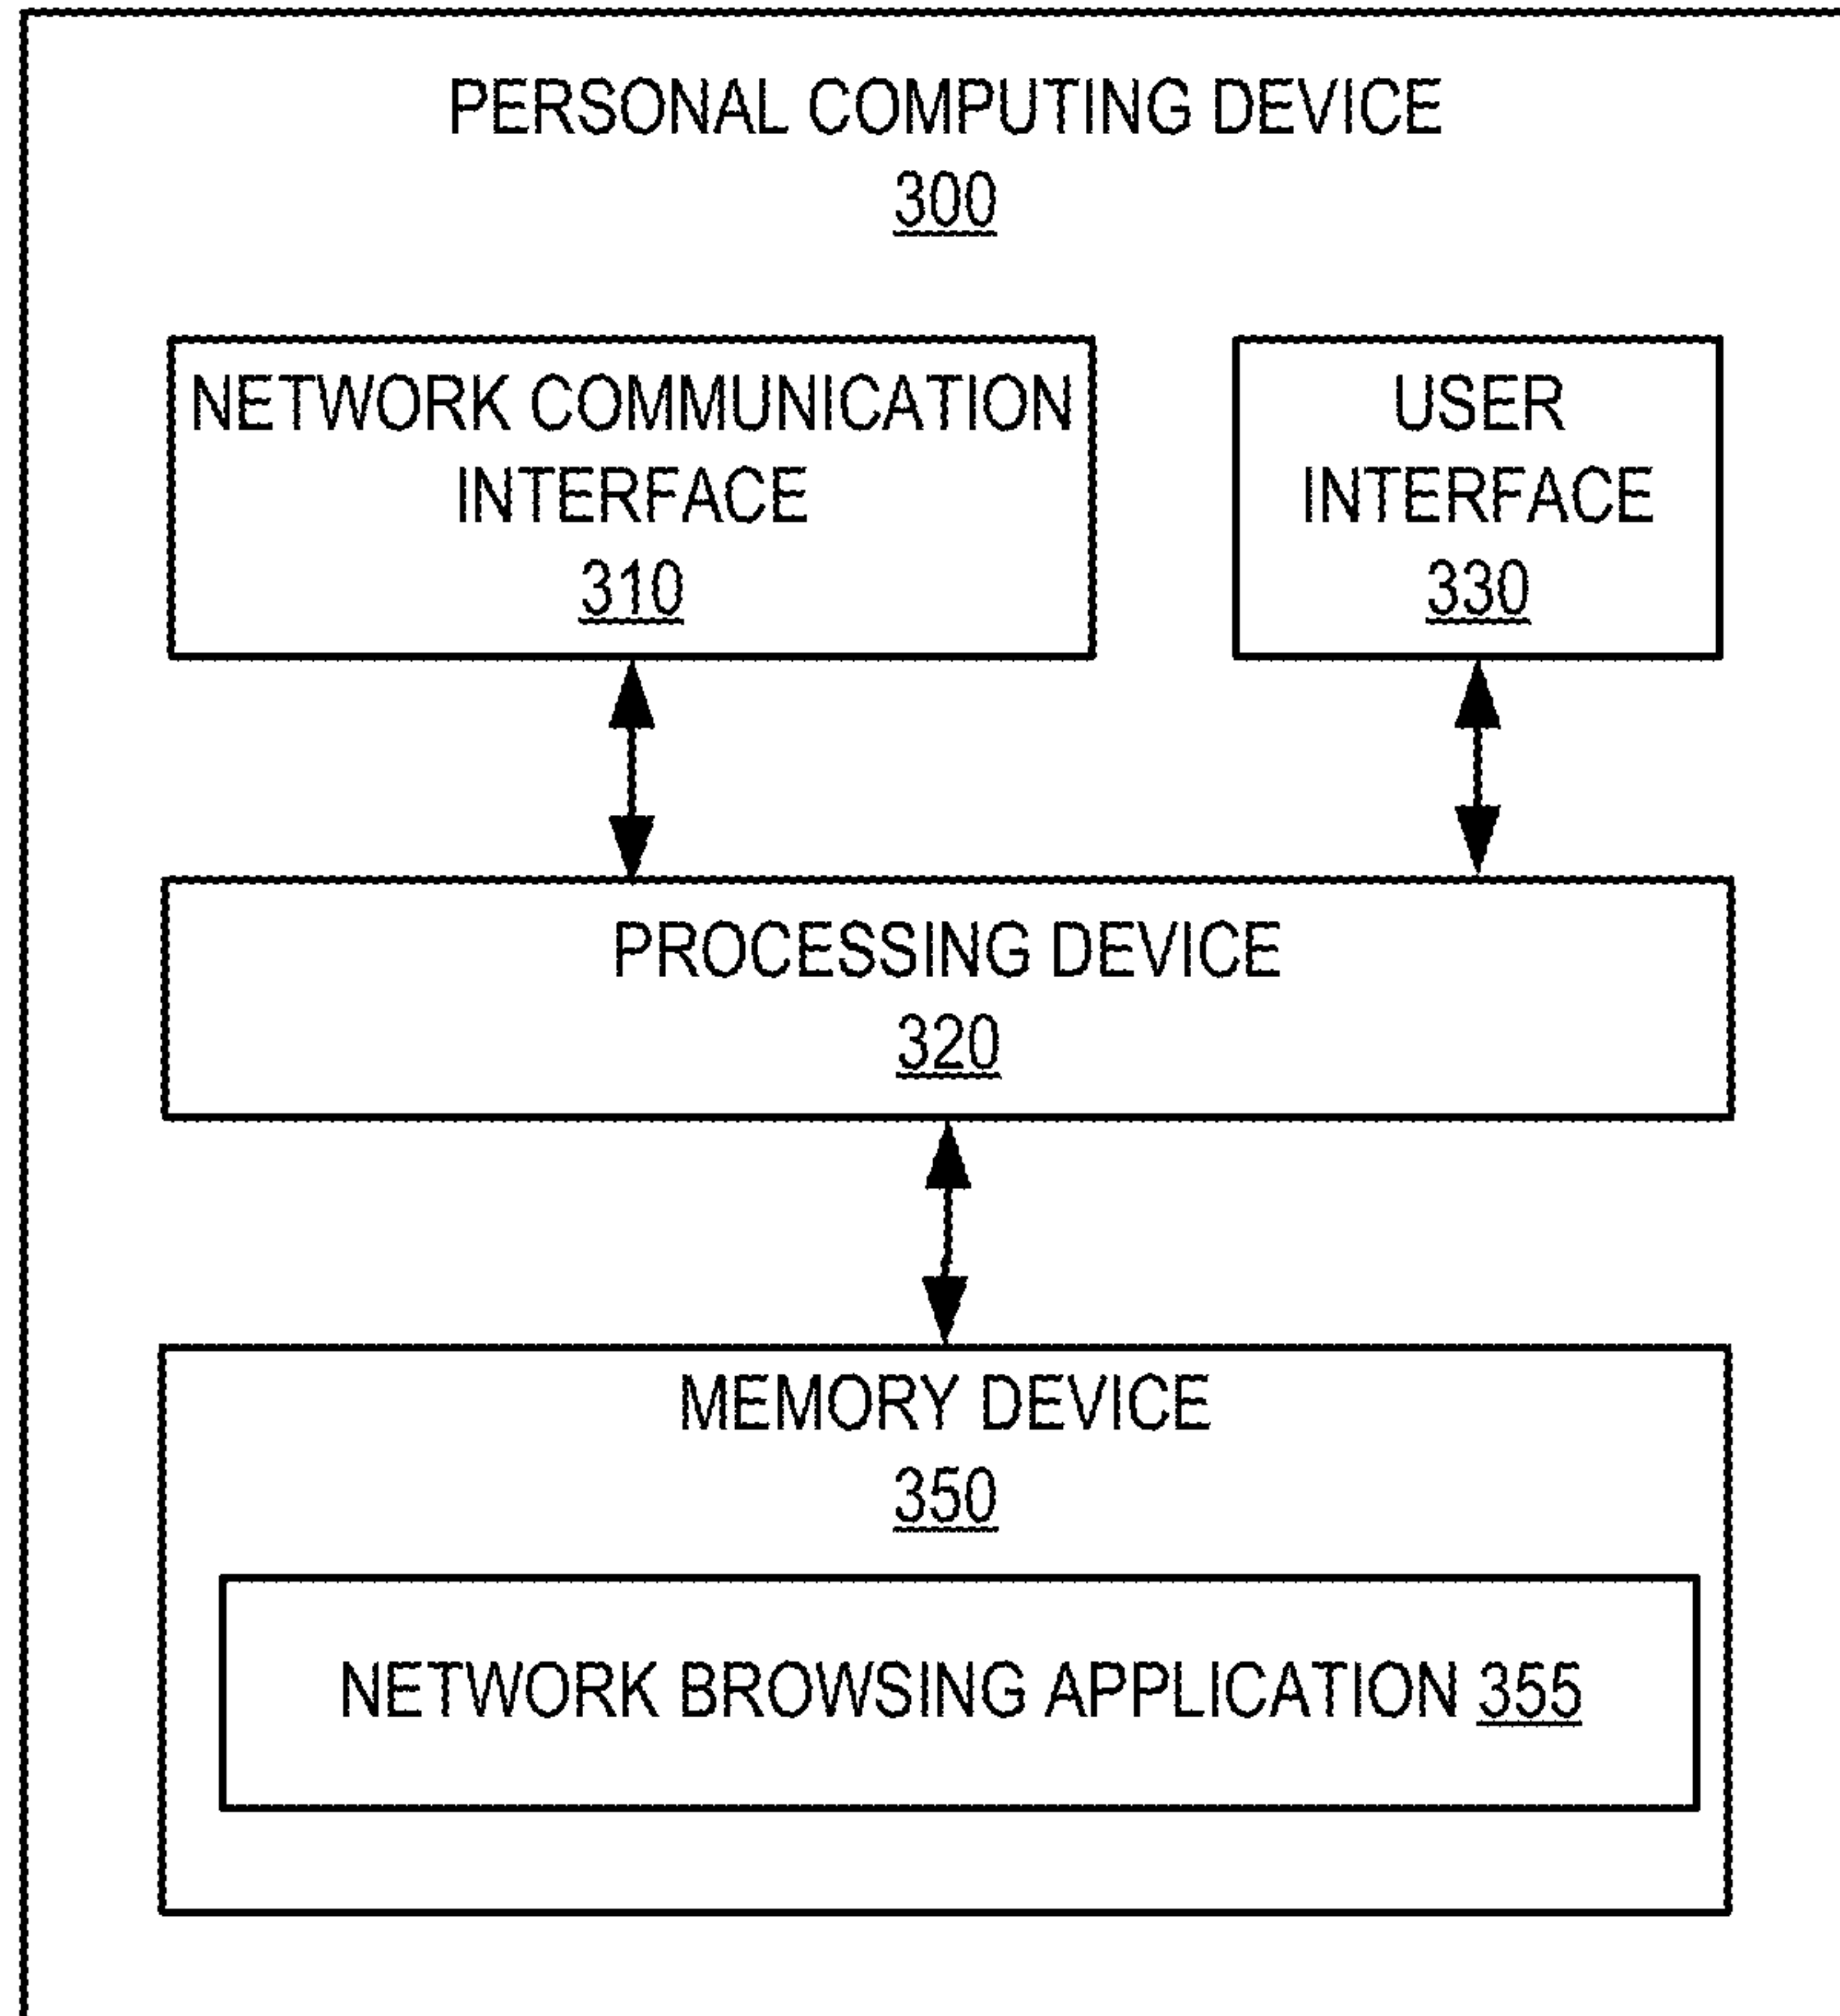 PERSONAL COMPUTING DEVICE
300
NETWORK COMMUNICATION
INTERFACE
310
USER
INTERFACE
330
PROCESSING DEVICE
320
MEMORY DEVICE
350
NETWORK BROWSING APPLICATION 355